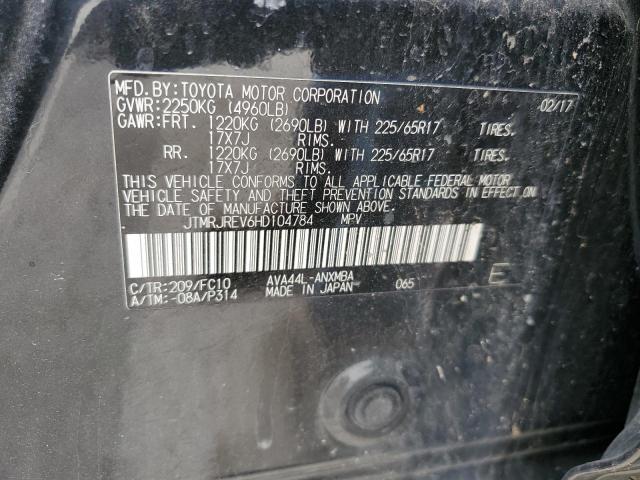 MFD.BY:TOYOTA MOTOR CORPORATION 02/17
GVWR:2250KG (4960LB)
GAWR:FRT. 1220KG (2690LB) WITH 225/65R17 TIRES.
17X7J RIMS.
RR. 1220KG (2690LB) WITH 225/65R17 TIRES.
17X7J RIMS.
THIS VEHICLE CONFORMS TO ALL APPLICABLE FEDERAL MOTOR
VEHICLE SAFETY AND THEFT PREVENTION STANDARDS IN EFFECT ON
THE DATE OF MANUFACTURE SHOWN ABOVE.
JTMRJREV6HD104784 MPV
C/TR:209/FC10 AVA44L-ANXMBA 065 E
A/TM:-08A/P314 MADE IN JAPAN